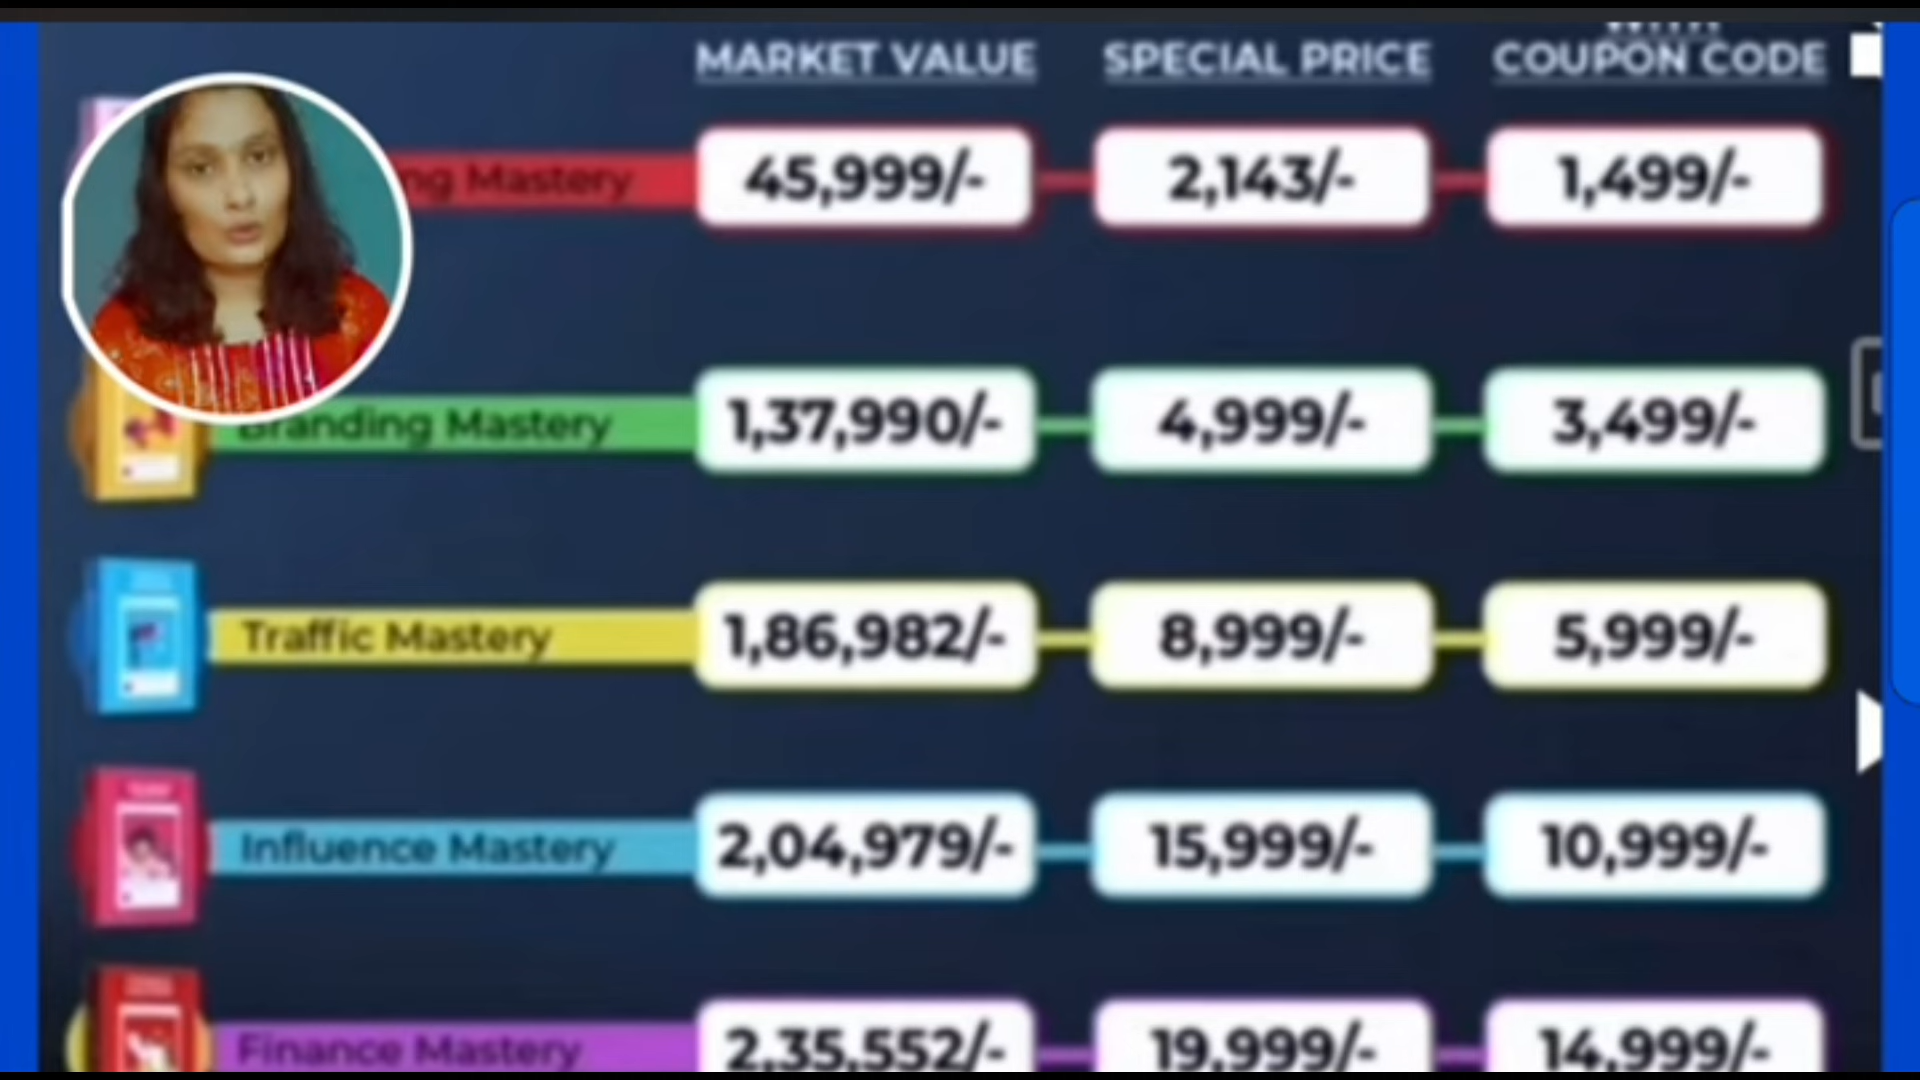 MARKET VALUE SPECIAL PRICE COUPON CODE
ng Mastery 45,999/- 2,143/- 1,499/-
Branding Mastery 1,37,990/- 4,999/- 3,499/-
Traffic Mastery 1,86,982/- 8,999/- 5,999/-
Influence Mastery 2,04,979/- 15,999/- 10,999/-
Finance Mastery 2,35,552/- 19,999/- 14,999/-